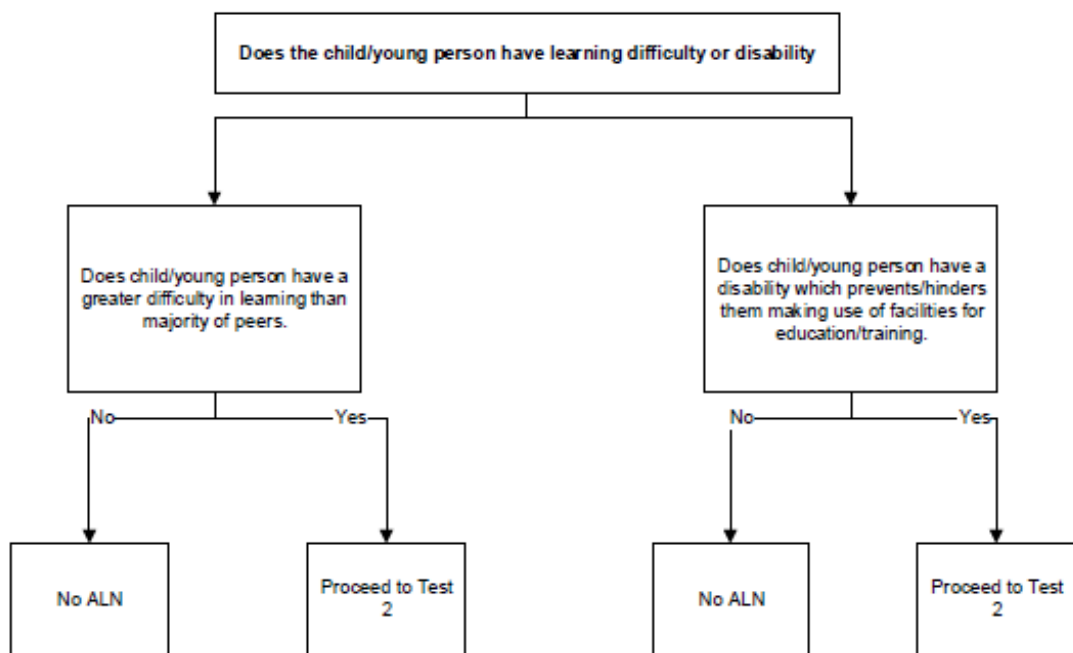 Does the child/young person have learning difficulty or disability
Does child/young person have a
greater difficulty in learning than
majority of peers.
Does child/young person have a
disability which prevents/hinders
them making use of facilities for
education/training.
No
Yes
No
Yes
No ALN
Proceed to Test
2
No ALN
Proceed to Test
2